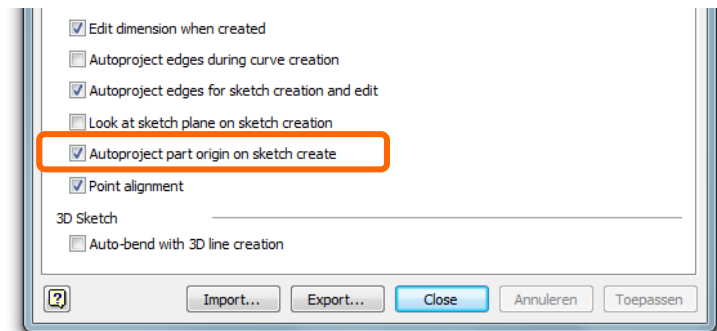 Edit dimension when created
Autoproject edges during curve creation
Autoproject edges for sketch creation and edit
Look at sketch plane on sketch creation
Autoproject part origin on sketch create
Point alignment
3D Sketch
Auto-bend with 3D line creation
? Import... Export... Close Annuleren Toepassen